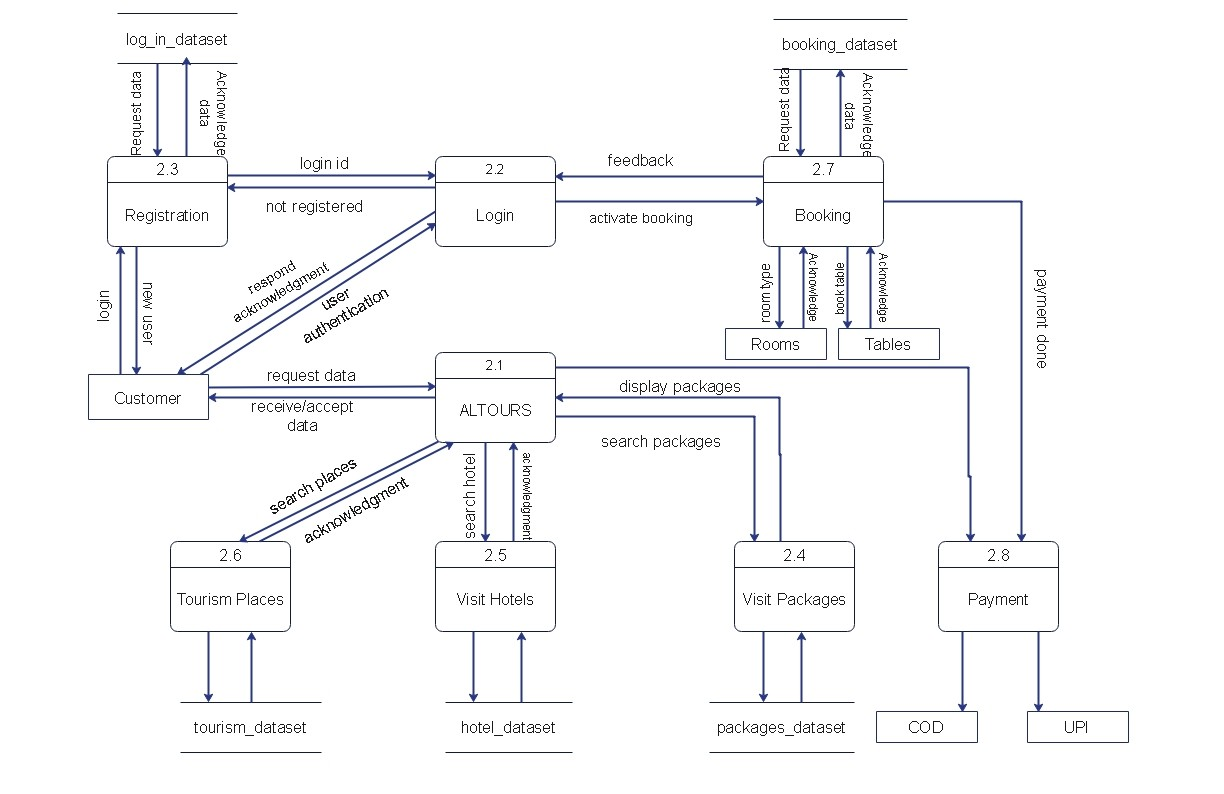 log_in_dataset
booking_dataset
Request data
Acknowledge
data
Request data
Acknowledge
data
2.3
Registration
login id
not registered
2.2
Login
feedback
activate booking
2.7
Booking
login
new user
respond
acknowledgment
user
authentication
room type
Acknowledge
book table
Acknowledge
payment done
Rooms
Tables
Customer
request data
receive/accept
data
2.1
ALTOURS
display packages
search packages
search places
acknowledgment
search hotel
acknowledgment
2.6
Tourism Places
2.5
Visit Hotels
2.4
Visit Packages
2.8
Payment
tourism_dataset
hotel_dataset
packages_dataset
COD
UPI